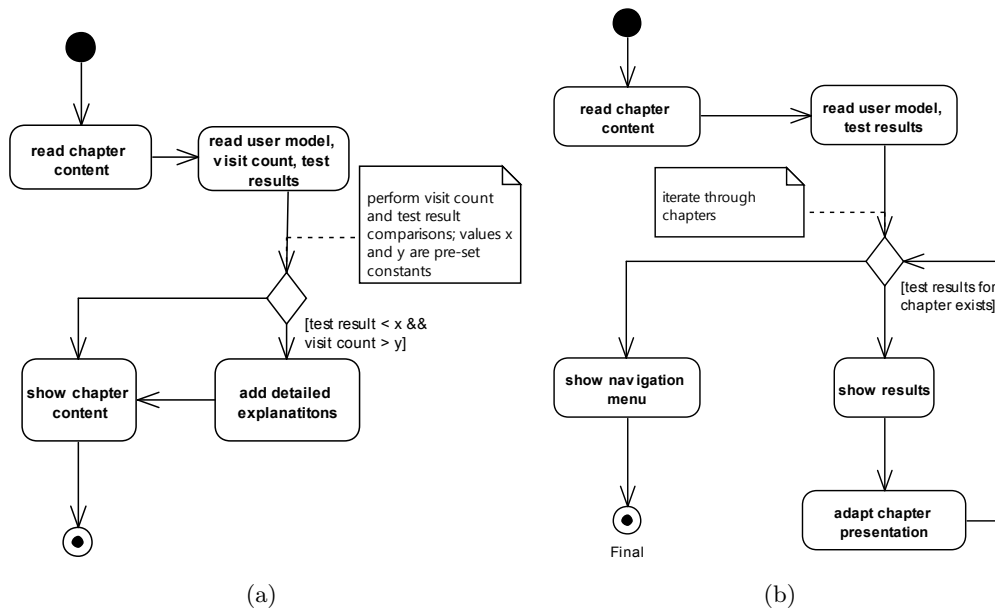 read chapter
content
read user model,
visit count, test
results
perform visit count
and test result
comparisons; values x
and y are pre-set
constants
[test result < x &&
visit count > y]
show chapter
content
add detailed
explanatitons
(a)
read chapter
content
read user model,
test results
iterate through
chapters
[test results for
chapter exists]
show navigation
menu
show results
adapt chapter
presentation
Final
(b)